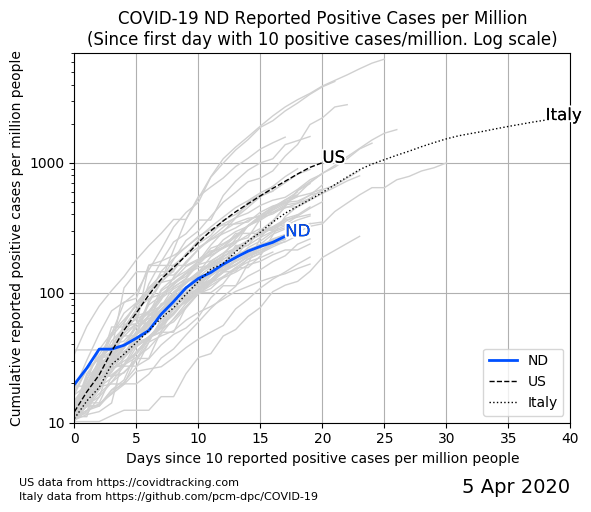 COVID-19 ND Reported Positive Cases per Million
(Since first day with 10 positive cases/million. Log scale)
Cumulative reported positive cases per million people
1000
100
10
Italy
US
ND
ND
US
Italy
0 5 10 15 20 25 30 35 40
Days since 10 reported positive cases per million people
US data from https://covidtracking.com
Italy data from https://github.com/pcm-dpc/COVID-19
5 Apr 2020